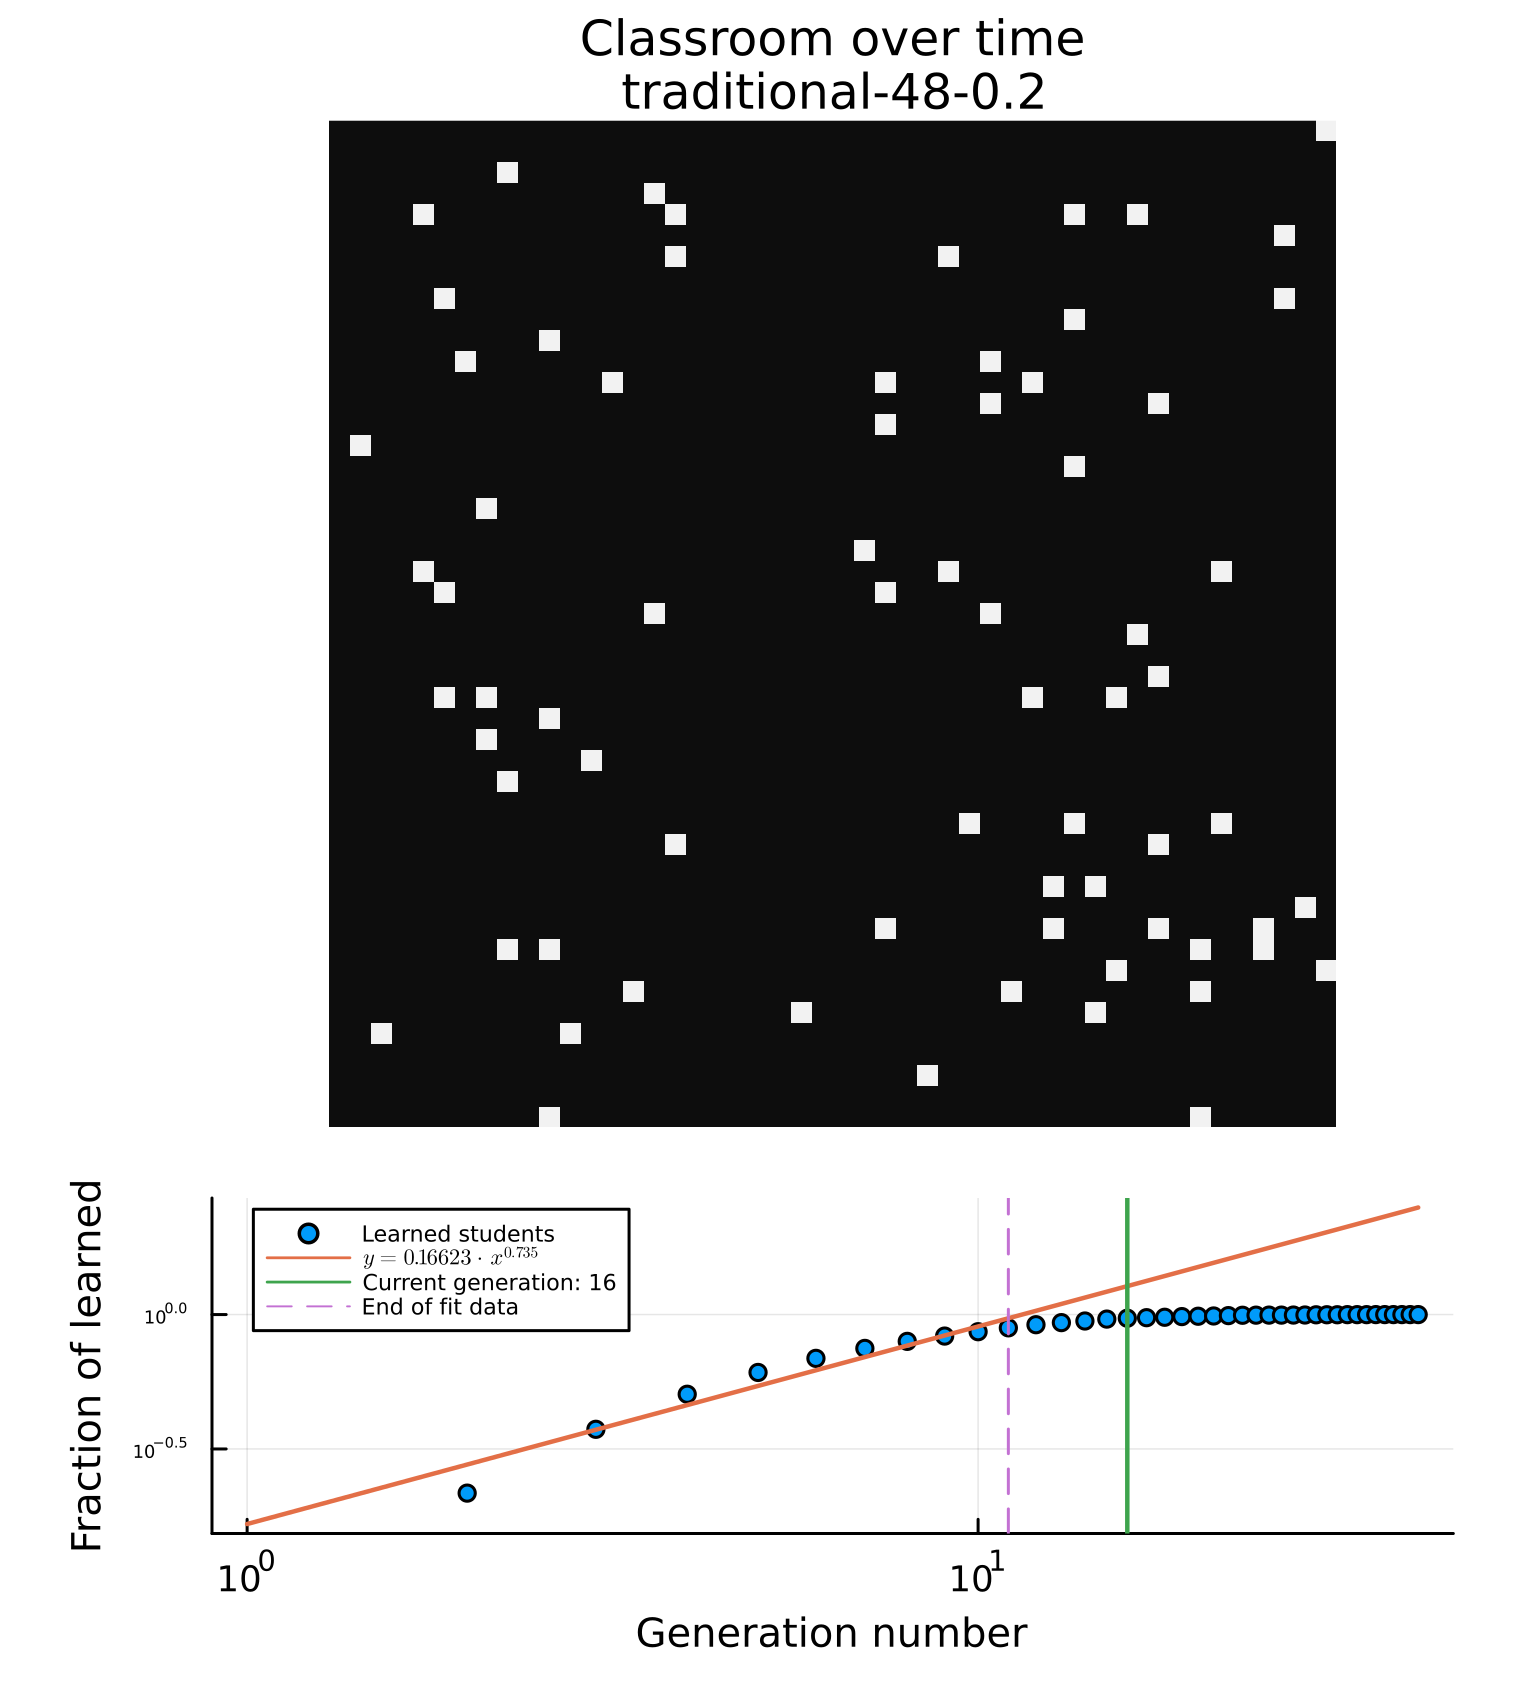 Classroom over time
traditional-48-0.2
Fraction of learned
Learned students
y = 0.16623 · x^0.735
Current generation: 16
End of fit data
10^0.0
10^−0.5
10^0
10^1
Generation number